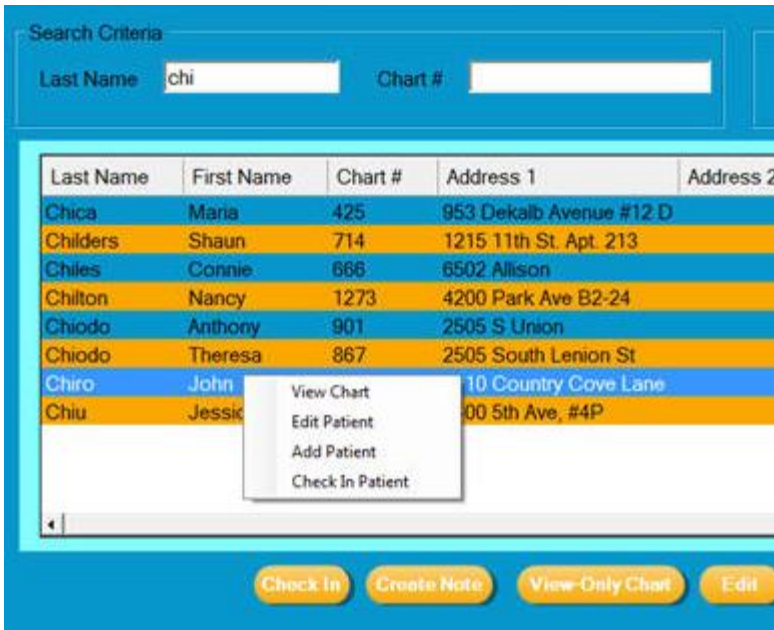 Search Criteria
Last Name chi Chart #
Last Name First Name Chart # Address 1 Address 2
Chica Maria 425 953 Dekalb Avenue #12 D
Childers Shaun 714 1215 11th St. Apt. 213
Chiles Connie 666 6502 Allison
Chilton Nancy 1273 4200 Park Ave B2-24
Chiodo Anthony 901 2505 S Union
Chiodo Theresa 867 2505 South Lenion St
Chiro John 10 Country Cove Lane
Chiu Jessic 00 5th Ave, #4P
View Chart
Edit Patient
Add Patient
Check In Patient
Check In Create Note View-Only Chart Edit